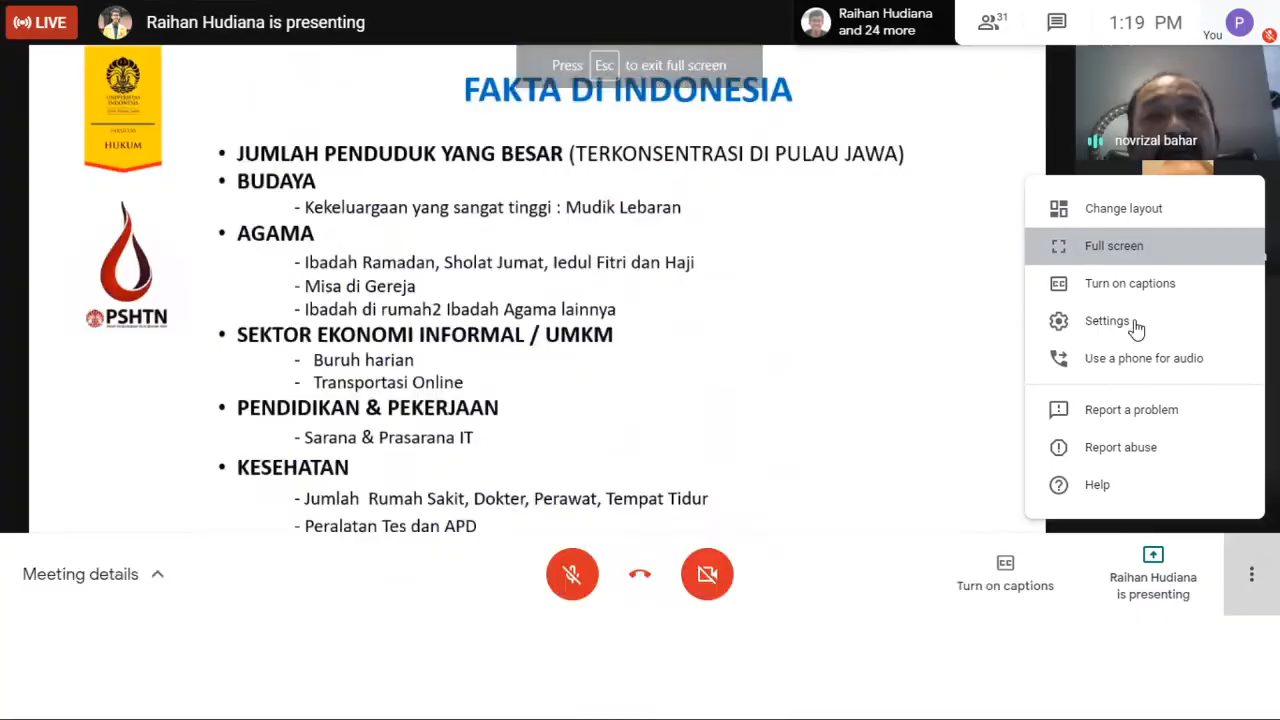 LIVE
Raihan Hudiana is presenting
Raihan Hudiana
and 24 more
31
1:19 PM
P
You
Press Esc to exit full screen
FAKTA DI INDONESIA
UNIVERSITAS
INDONESIA
FAKULTAS
HUKUM
• JUMLAH PENDUDUK YANG BESAR (TERKONSENTRASI DI PULAU JAWA)
• BUDAYA
- Kekeluargaan yang sangat tinggi : Mudik Lebaran
• AGAMA
- Ibadah Ramadan, Sholat Jumat, Iedul Fitri dan Haji
- Misa di Gereja
- Ibadah di rumah2 Ibadah Agama lainnya
• SEKTOR EKONOMI INFORMAL / UMKM
- Buruh harian
- Transportasi Online
• PENDIDIKAN & PEKERJAAN
- Sarana & Prasarana IT
• KESEHATAN
- Jumlah Rumah Sakit, Dokter, Perawat, Tempat Tidur
- Peralatan Tes dan APD
PSHTN
novrizal bahar
Change layout
Full screen
Turn on captions
Settings
Use a phone for audio
Report a problem
Report abuse
Help
Meeting details
Turn on captions
Raihan Hudiana
is presenting